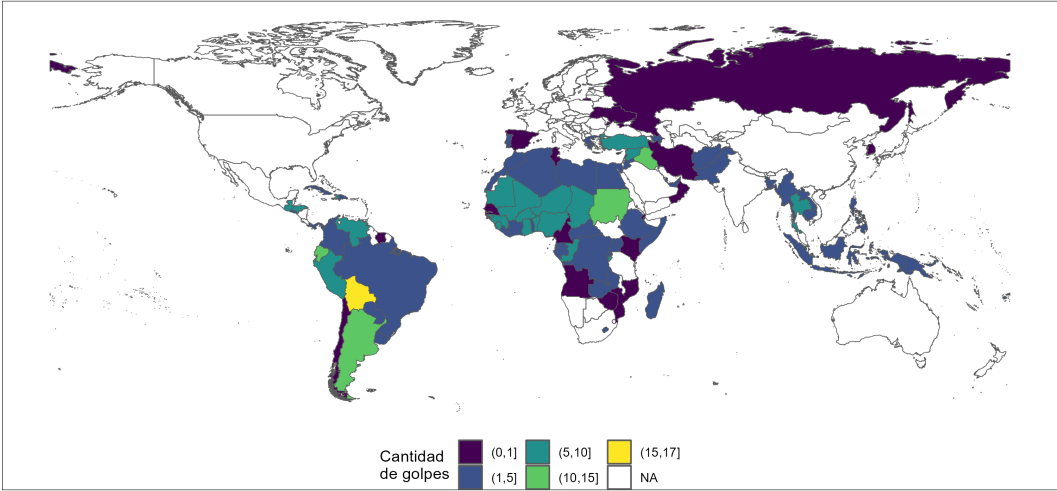 Cantidad
de golpes
(0,1]
(1,5]
(5,10]
(10,15]
(15,17]
NA